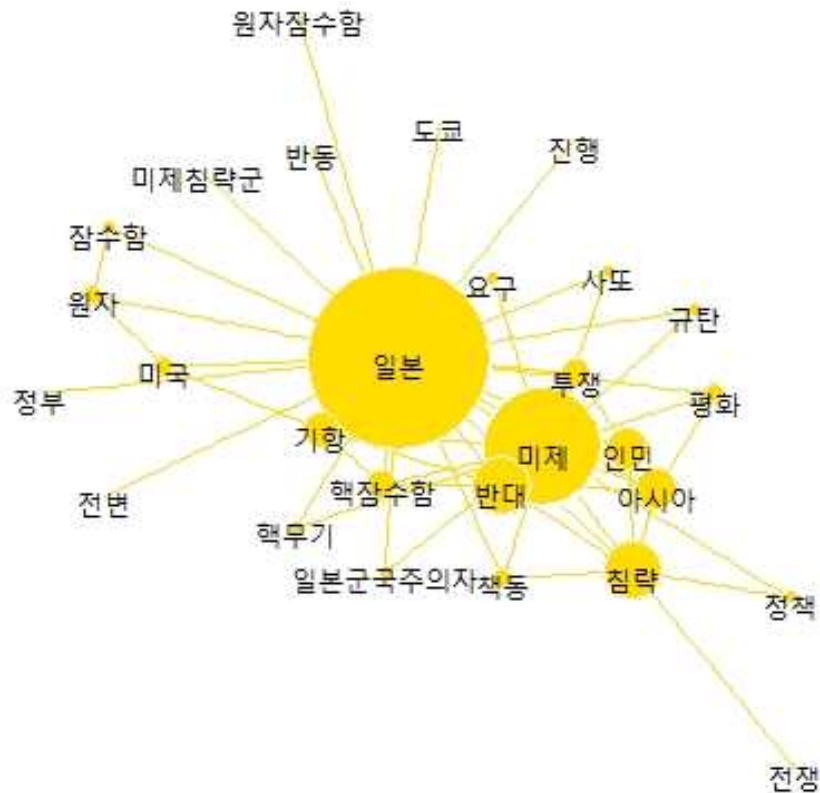 원자잠수함
도쿄
반동
진행
미제침략군
잠수함
요구
사또
원자
규탄
일본
미국
투쟁
정부
평화
기항
미제
인민
핵잠수함
반대
아시아
전변
핵무기
일본군국주의자
책동
침략
정책
전쟁